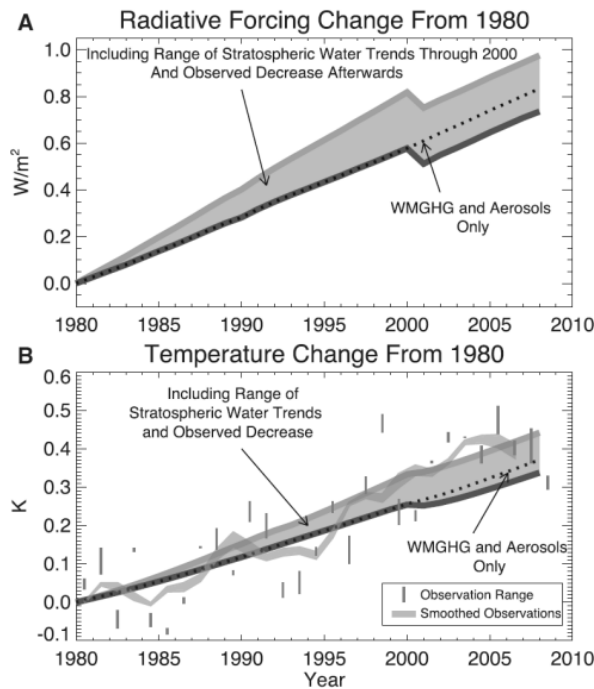 A
Radiative Forcing Change From 1980
1.0
Including Range of Stratospheric Water Trends Through 2000
And Observed Decrease Afterwards
0.8
0.6
W/m²
0.4
WMGHG and Aerosols
Only
0.2
0.0
1980 1985 1990 1995 2000 2005 2010
B
Temperature Change From 1980
0.6
Including Range of
Stratospheric Water Trends
and Observed Decrease
0.5
0.4
0.3
K
0.2
WMGHG and Aerosols
Only
0.1
Observation Range
0.0
Smoothed Observations
-0.1
1980 1985 1990 1995 2000 2005 2010
Year